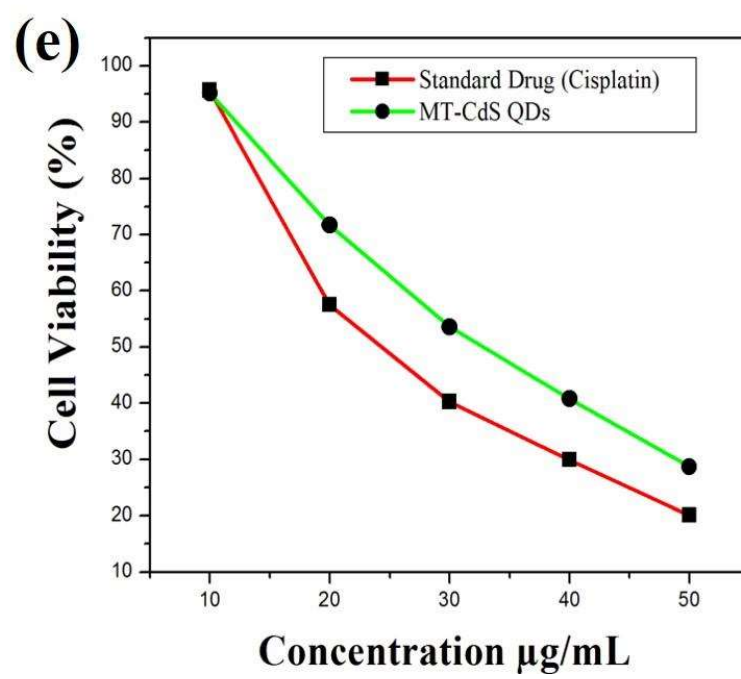 (e)
Standard Drug (Cisplatin)
MT-CdS QDs
Cell Viability (%)
100
90
80
70
60
50
40
30
20
10
10 20 30 40 50
Concentration µg/mL